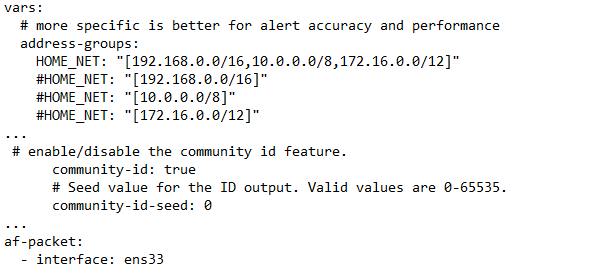 vars:
  # more specific is better for alert accuracy and performance
  address-groups:
    HOME_NET: "[192.168.0.0/16,10.0.0.0/8,172.16.0.0/12]"
    #HOME_NET: "[192.168.0.0/16]"
    #HOME_NET: "[10.0.0.0/8]"
    #HOME_NET: "[172.16.0.0/12]"
...
 # enable/disable the community id feature.
      community-id: true
      # Seed value for the ID output. Valid values are 0-65535.
      community-id-seed: 0
...
af-packet:
  - interface: ens33